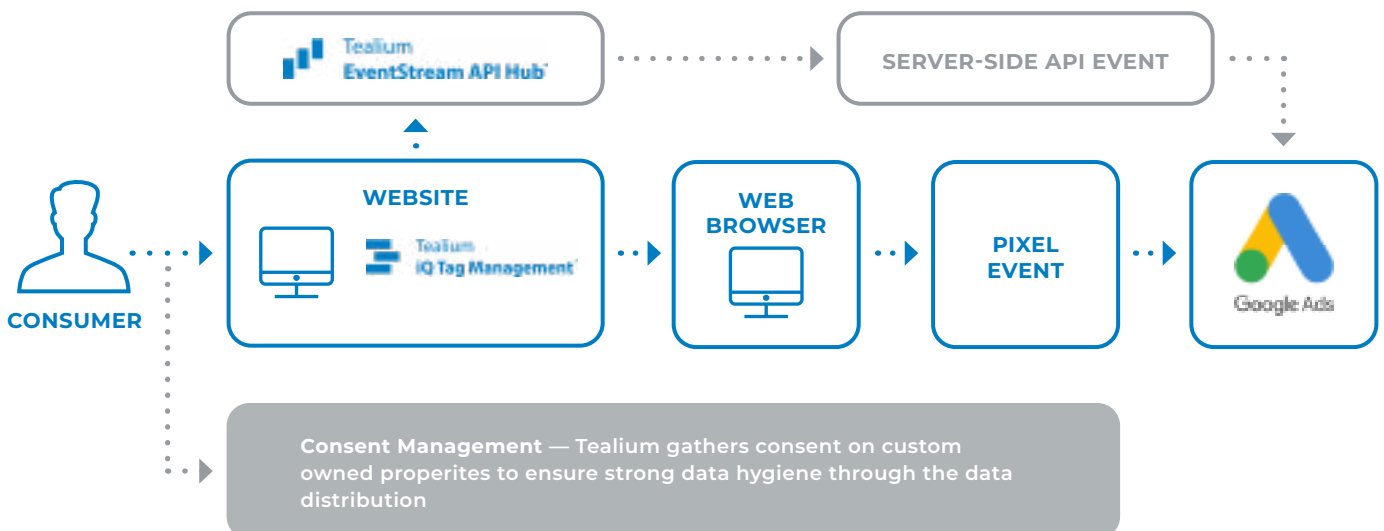 Tealium
EventStream API Hub
SERVER-SIDE API EVENT
WEBSITE
Tealium
iQ Tag Management
WEB
BROWSER
PIXEL
EVENT
Google Ads
CONSUMER
Consent Management — Tealium gathers consent on custom
owned properites to ensure strong data hygiene through the data
distribution